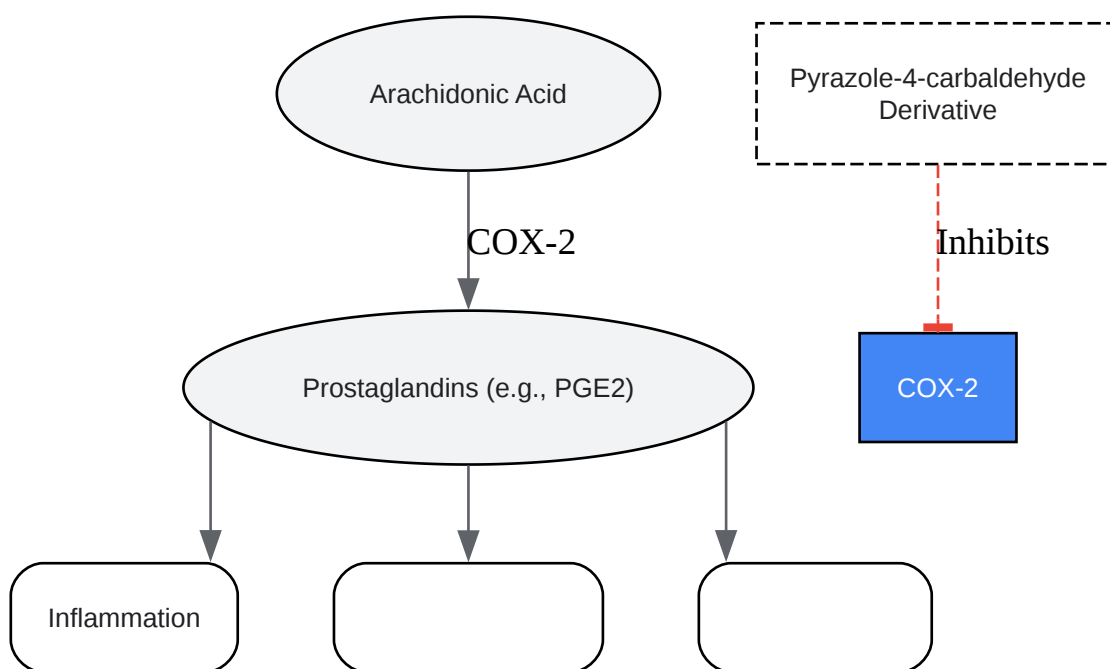 Arachidonic Acid
Pyrazole-4-carbaldehyde
Derivative
COX-2
Inhibits
Prostaglandins (e.g., PGE2)
COX-2
Inflammation